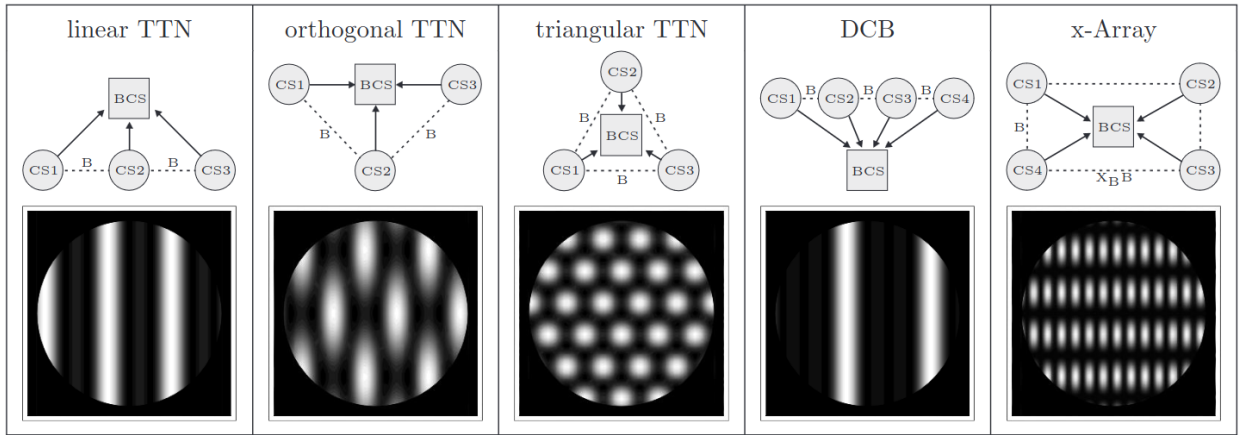 linear TTN
BCS
CS1
B
CS2
B
CS3
orthogonal TTN
CS1
BCS
CS3
B
B
CS2
triangular TTN
CS2
B
B
BCS
CS1
CS3
B
DCB
CS1
B
CS2
B
CS3
B
CS4
BCS
x-Array
CS1
CS2
B
BCS
CS4
CS3
x_B B